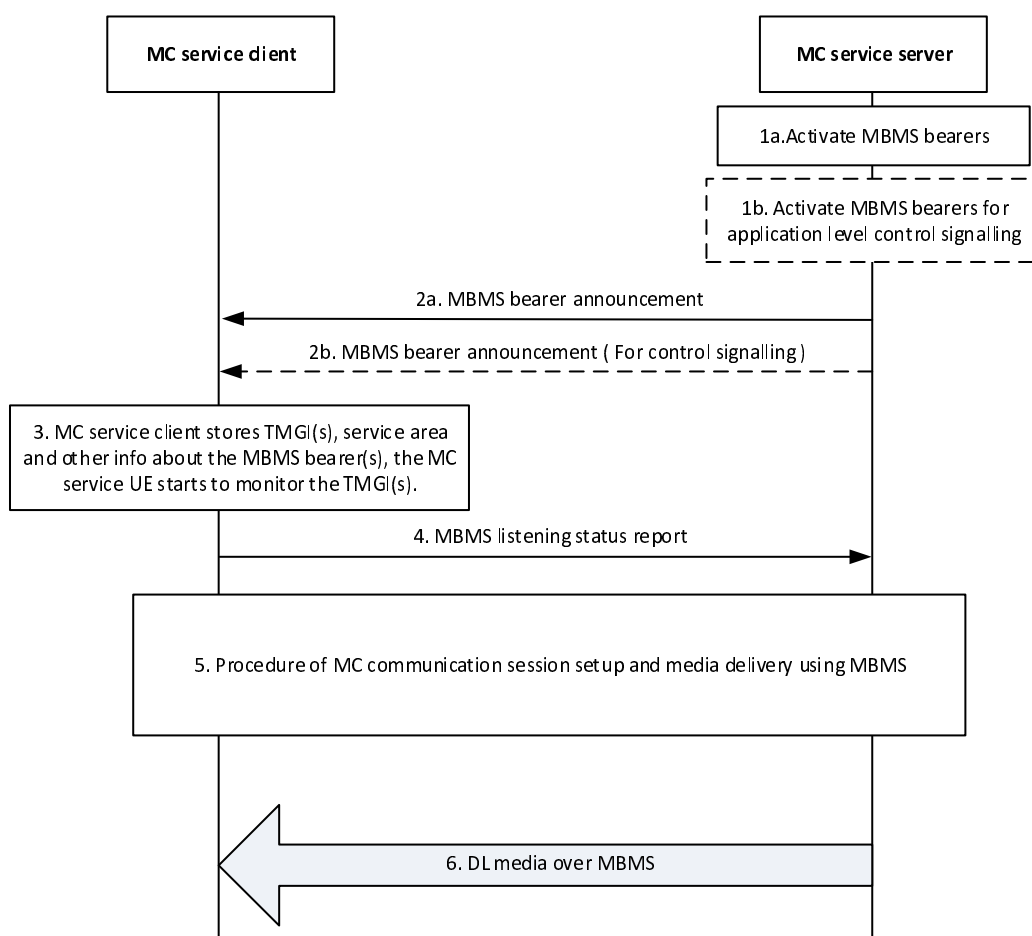 MC service client
MC service server
1a.Activate MBMS bearers
1b. Activate MBMS bearers for
application level control signalling
2a. MBMS bearer announcement
2b. MBMS bearer announcement ( For control signalling )
3. MC service client stores TMGI(s), service area
and other info about the MBMS bearer(s), the MC
service UE starts to monitor the TMGI(s).
4. MBMS listening status report
5. Procedure of MC communication session setup and media delivery using MBMS
6. DL media over MBMS